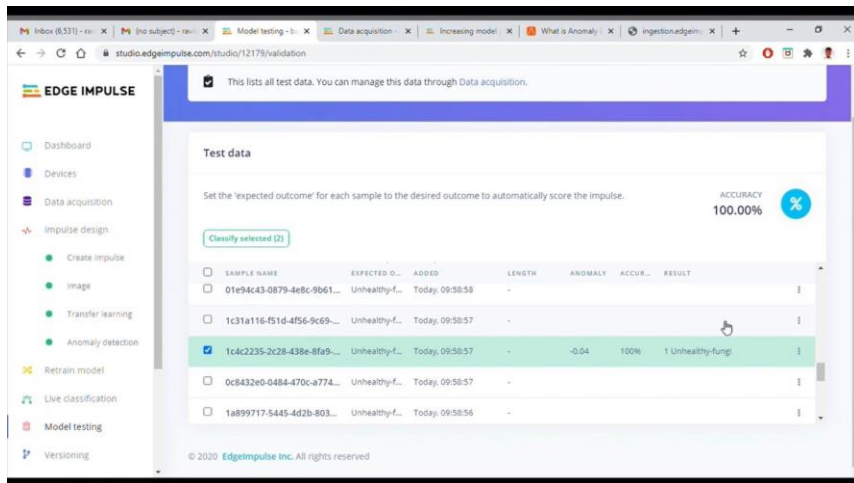 Inbox (6,531) - rav
(no subject) - ravi
Model testing - b
Data acquisition -
Increasing model
What is Anomaly
ingestion.edgeim
studio.edgeimpulse.com/studio/12179/validation
EDGE IMPULSE
This lists all test data. You can manage this data through Data acquisition.
Dashboard
Devices
Data acquisition
Impulse design
Create impulse
Image
Transfer learning
Anomaly detection
Retrain model
Live classification
Model testing
Versioning
Test data
Set the 'expected outcome' for each sample to the desired outcome to automatically score the impulse.
ACCURACY
100.00%
%
Classify selected (2)
SAMPLE NAME EXPECTED O... ADDED LENGTH ANOMALY ACCUR... RESULT
01e94c43-0879-4e8c-9b61... Unhealthy-f... Today, 09:58:58 -
1c31a116-f51d-4f56-9c69-... Unhealthy-f... Today, 09:58:57 -
1c4c2235-2c28-438e-8fa9-... Unhealthy-f... Today, 09:58:57 - -0.04 100% 1 Unhealthy-fungi
0c8432e0-0484-470c-a774... Unhealthy-f... Today, 09:58:57 -
1a899717-5445-4d2b-803... Unhealthy-f... Today, 09:58:56 -
© 2020 EdgeImpulse Inc. All rights reserved